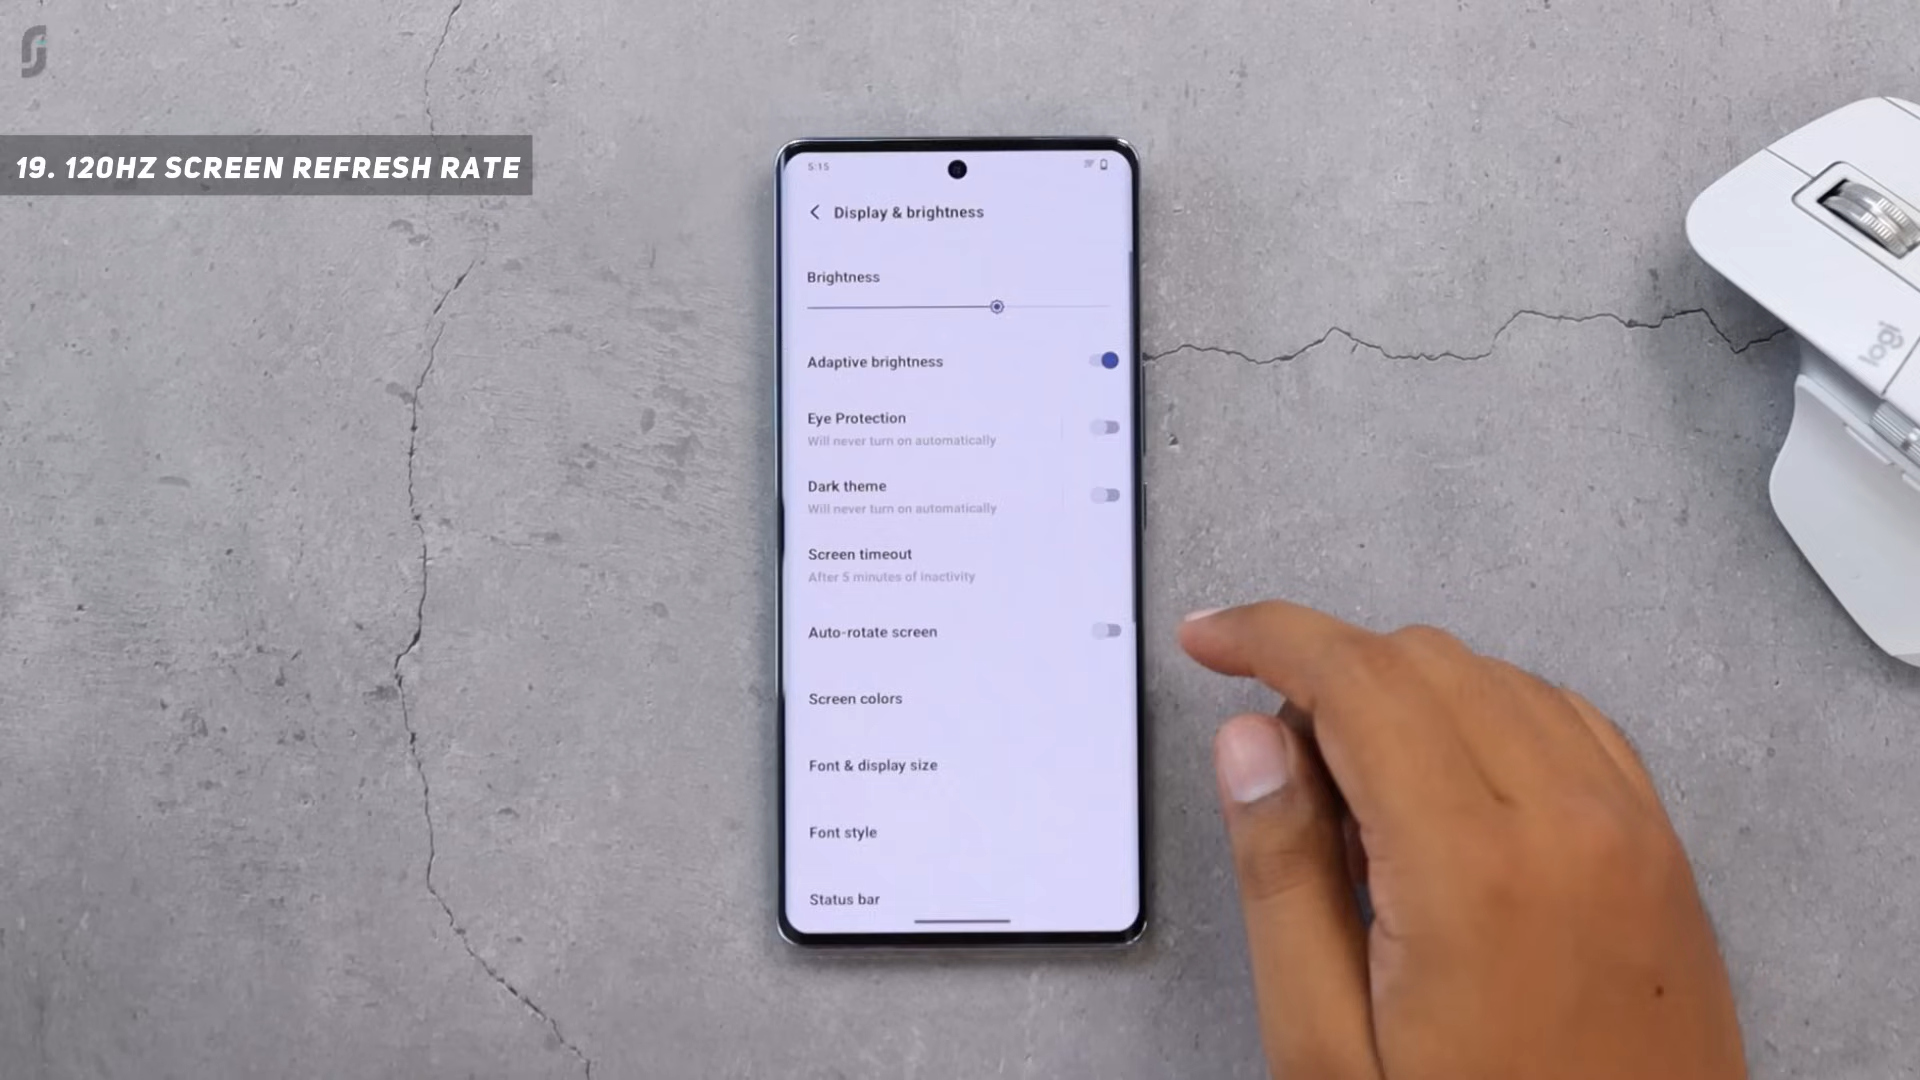 19. 120HZ SCREEN REFRESH RATE
5:15
Display & brightness
Brightness
Adaptive brightness
Eye Protection
Will never turn on automatically
Dark theme
Will never turn on automatically
Screen timeout
After 5 minutes of inactivity
Auto-rotate screen
Screen colors
Font & display size
Font style
Status bar
logi